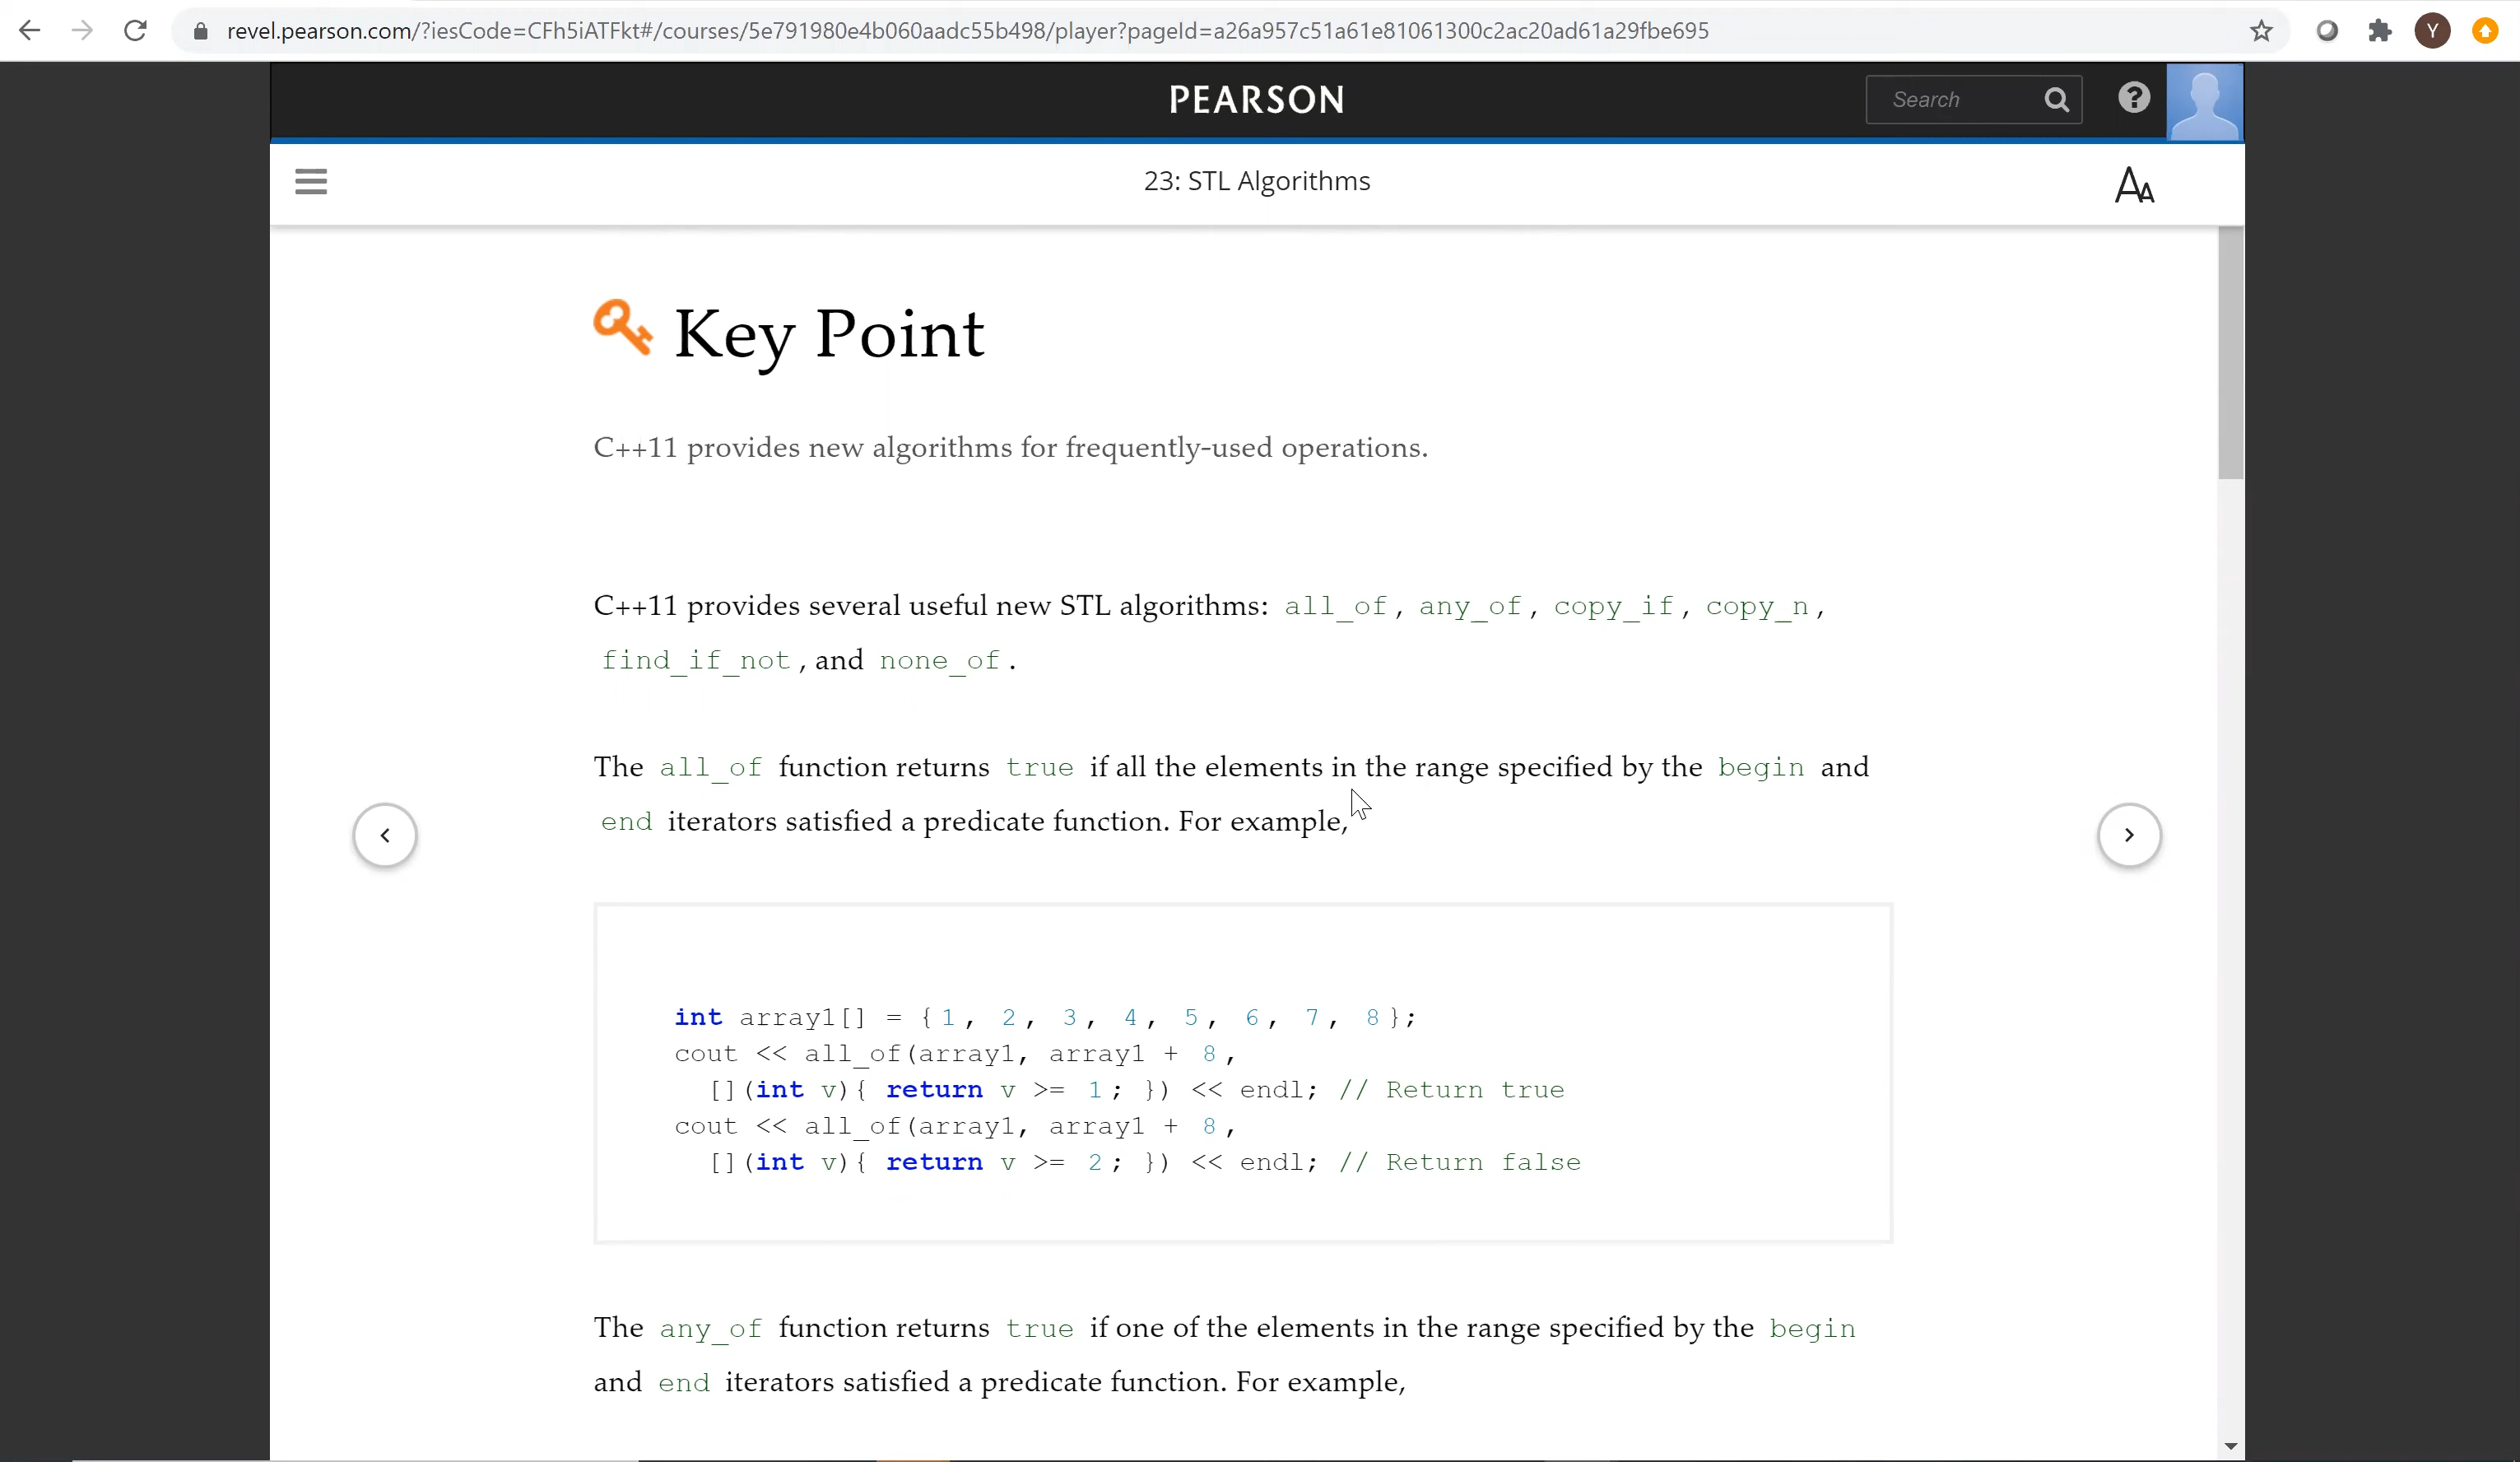 revel.pearson.com/?iesCode=CFh5iATFkt#/courses/5e791980e4b060aadc55b498/player?pageId=a26a957c51a61e81061300c2ac20ad61a29fbe695
Y
PEARSON
Search
?
23: STL Algorithms
AA
Key Point
C++11 provides new algorithms for frequently-used operations.
C++11 provides several useful new STL algorithms: all_of, any_of, copy_if, copy_n,
find_if_not, and none_of.
The all_of function returns true if all the elements in the range specified by the begin and
end iterators satisfied a predicate function. For example,
int array1[] = {1, 2, 3, 4, 5, 6, 7, 8};
cout << all_of(array1, array1 + 8,
[](int v){ return v >= 1; }) << endl; // Return true
cout << all_of(array1, array1 + 8,
[](int v){ return v >= 2; }) << endl; // Return false
The any_of function returns true if one of the elements in the range specified by the begin
and end iterators satisfied a predicate function. For example,